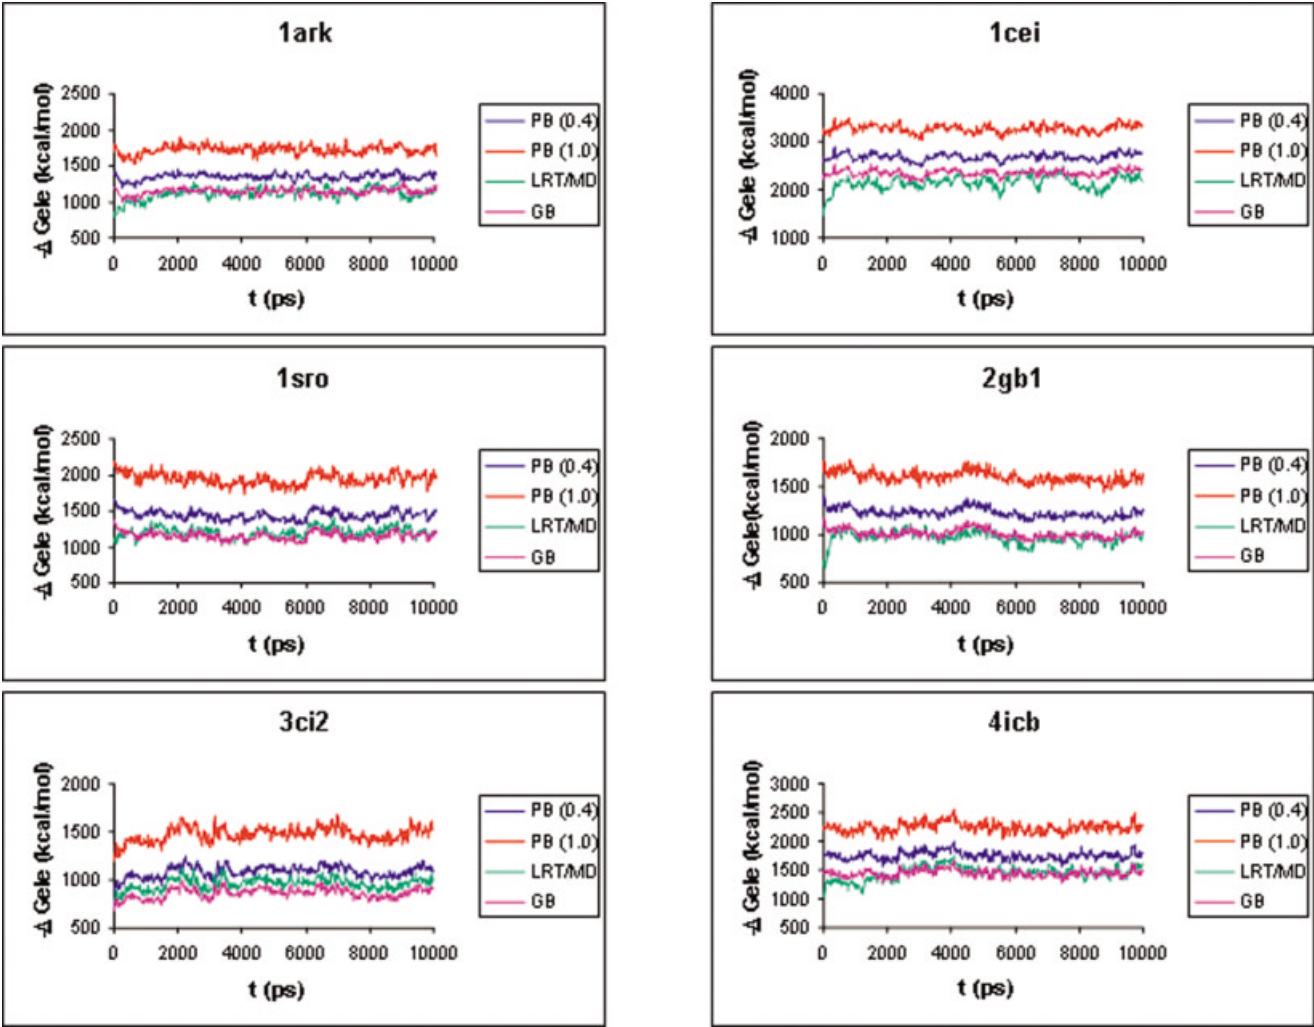 1ark
-Δ Gele (kcal/mol)
2500
2000
1500
1000
500
0 2000 4000 6000 8000 10000
t (ps)
PB (0.4)
PB (1.0)
LRT/MD
GB
1cei
-Δ Gele (kcal/mol)
4000
3000
2000
1000
0 2000 4000 6000 8000 10000
t (ps)
PB (0.4)
PB (1.0)
LRT/MD
GB
1sro
-Δ Gele(kcal/mol)
2500
2000
1500
1000
500
0 2000 4000 6000 8000 10000
t (ps)
PB (0.4)
PB (1.0)
LRT/MD
GB
2gb1
-Δ Gele(kcal/mol)
2000
1500
1000
500
0 2000 4000 6000 8000 10000
t (ps)
PB (0.4)
PB (1.0)
LRT/MD
GB
3ci2
-Δ Gele (kcal/mol)
2000
1500
1000
500
0 2000 4000 6000 8000 10000
t (ps)
PB (0.4)
PB (1.0)
LRT/MD
GB
4icb
-Δ Gele(kcal/mol)
3000
2500
2000
1500
1000
500
0 2000 4000 6000 8000 10000
t (ps)
PB (0.4)
PB (1.0)
LRT/MD
GB